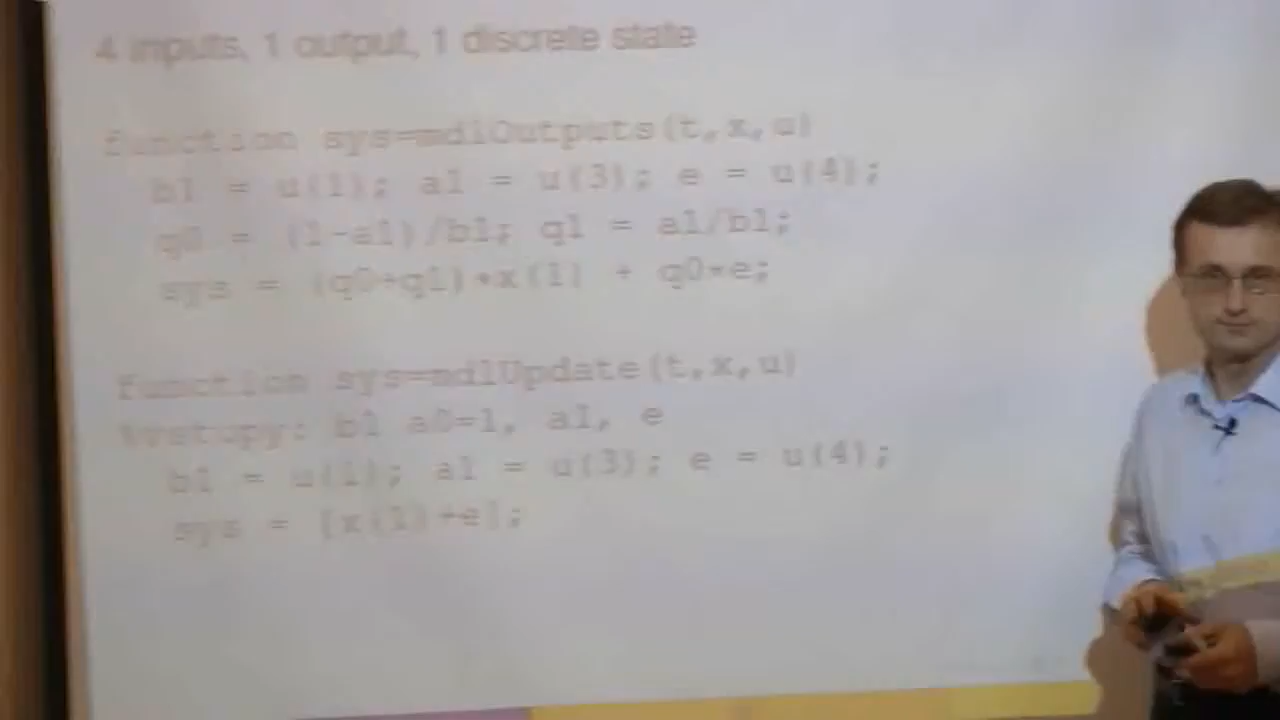 4 inputs, 1 output, 1 discrete state
function sys=mdlOutputs(t,x,u)
b1 = u(1); a1 = u(3); e = u(4);
q0 = (1-a1)/b1; q1 = a1/b1;
sys = (q0+q1)*x(1) + q0*e;
function sys=mdlUpdate(t,x,u)
%vstupy: b1 a0=1, a1, e
b1 = u(1); a1 = u(3); e = u(4);
sys = [x(1)+e];